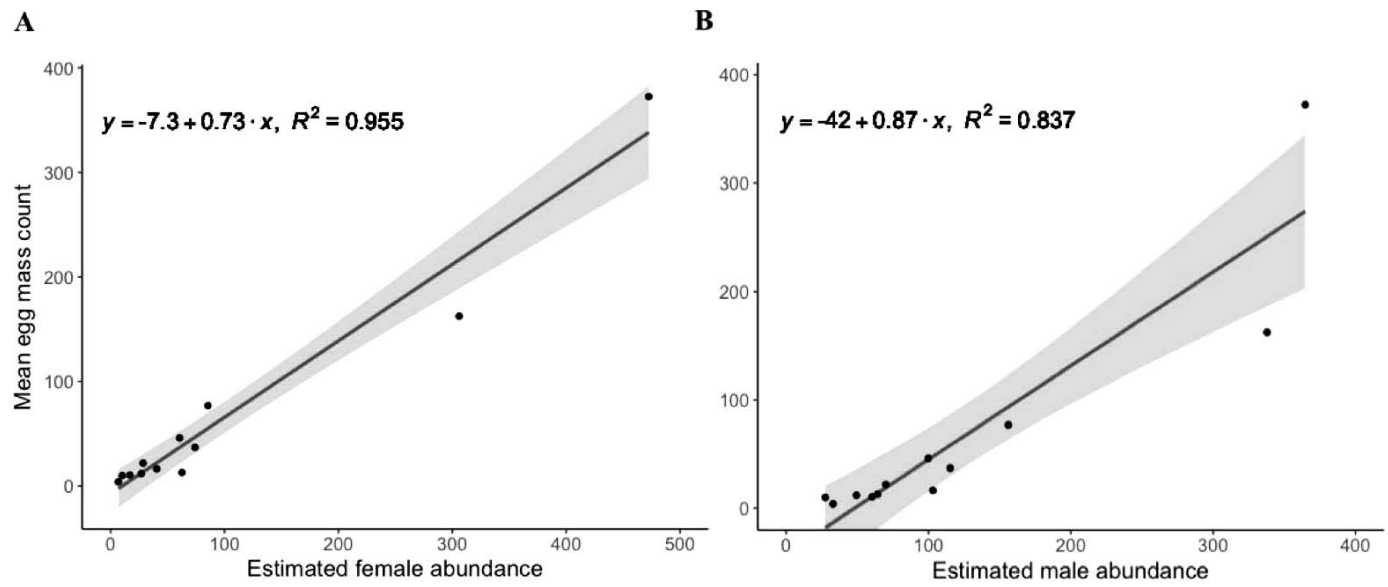 A
B
y = -7.3 + 0.73 · x, R² = 0.955
y = -42 + 0.87 · x, R² = 0.837
Mean egg mass count
400
300
200
100
0
400
300
200
100
0
0 100 200 300 400 500
0 100 200 300 400
Estimated female abundance
Estimated male abundance